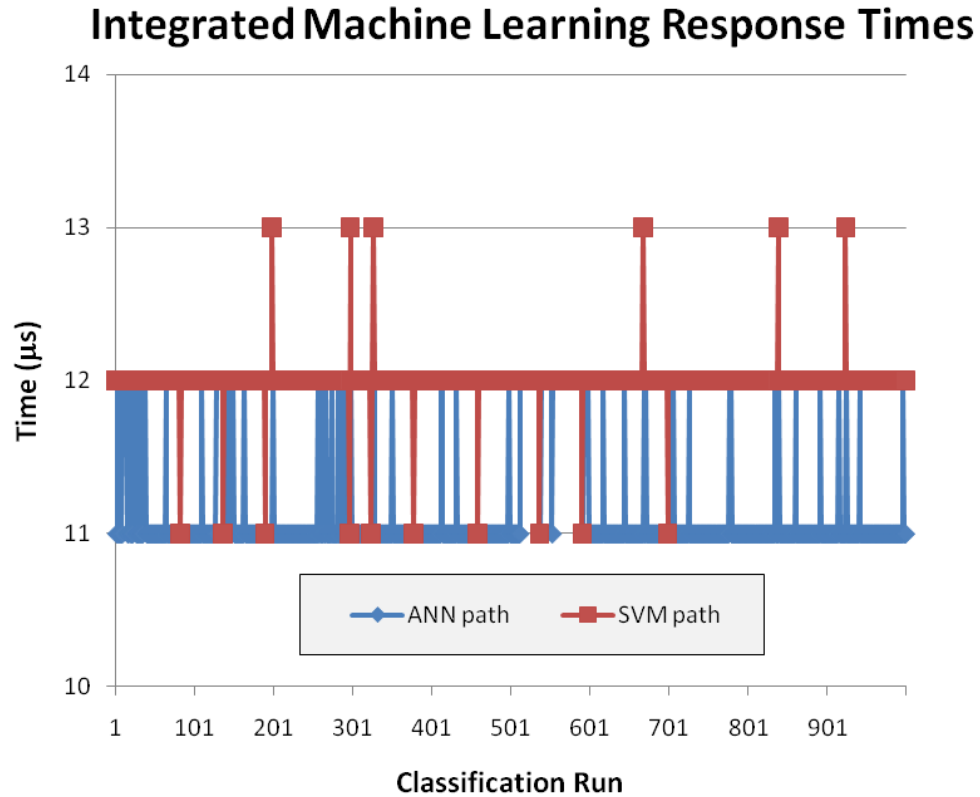 Integrated Machine Learning Response Times
14
13
12
11
10
Time (µs)
ANN path
SVM path
1 101 201 301 401 501 601 701 801 901
Classification Run